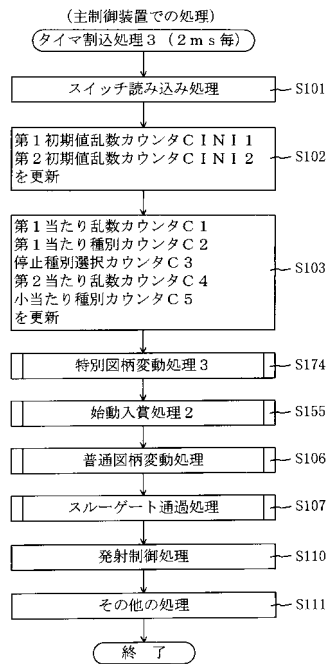 (主制御装置での処理)
タイマ割込処理3(2ms毎)
スイッチ読み込み処理
S101
第1初期値乱数カウンタCINI1
第2初期値乱数カウンタCINI2
を更新
S102
第1当たり乱数カウンタC1
第1当たり種別カウンタC2
停止種別選択カウンタC3
第2当たり乱数カウンタC4
小当たり種別カウンタC5
を更新
S103
特別図柄変動処理3
S174
始動入賞処理2
S155
普通図柄変動処理
S106
スルーゲート通過処理
S107
発射制御処理
S110
その他の処理
S111
終了